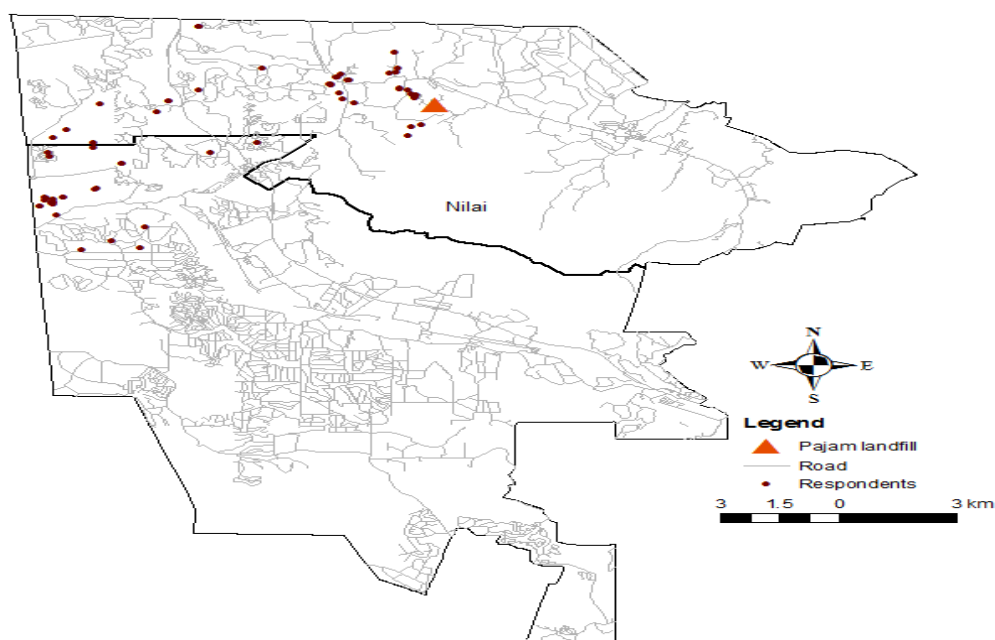 Nilai
N
W E
S
Legend
Pajam landfill
Road
Respondents
3 1.5 0 3 km